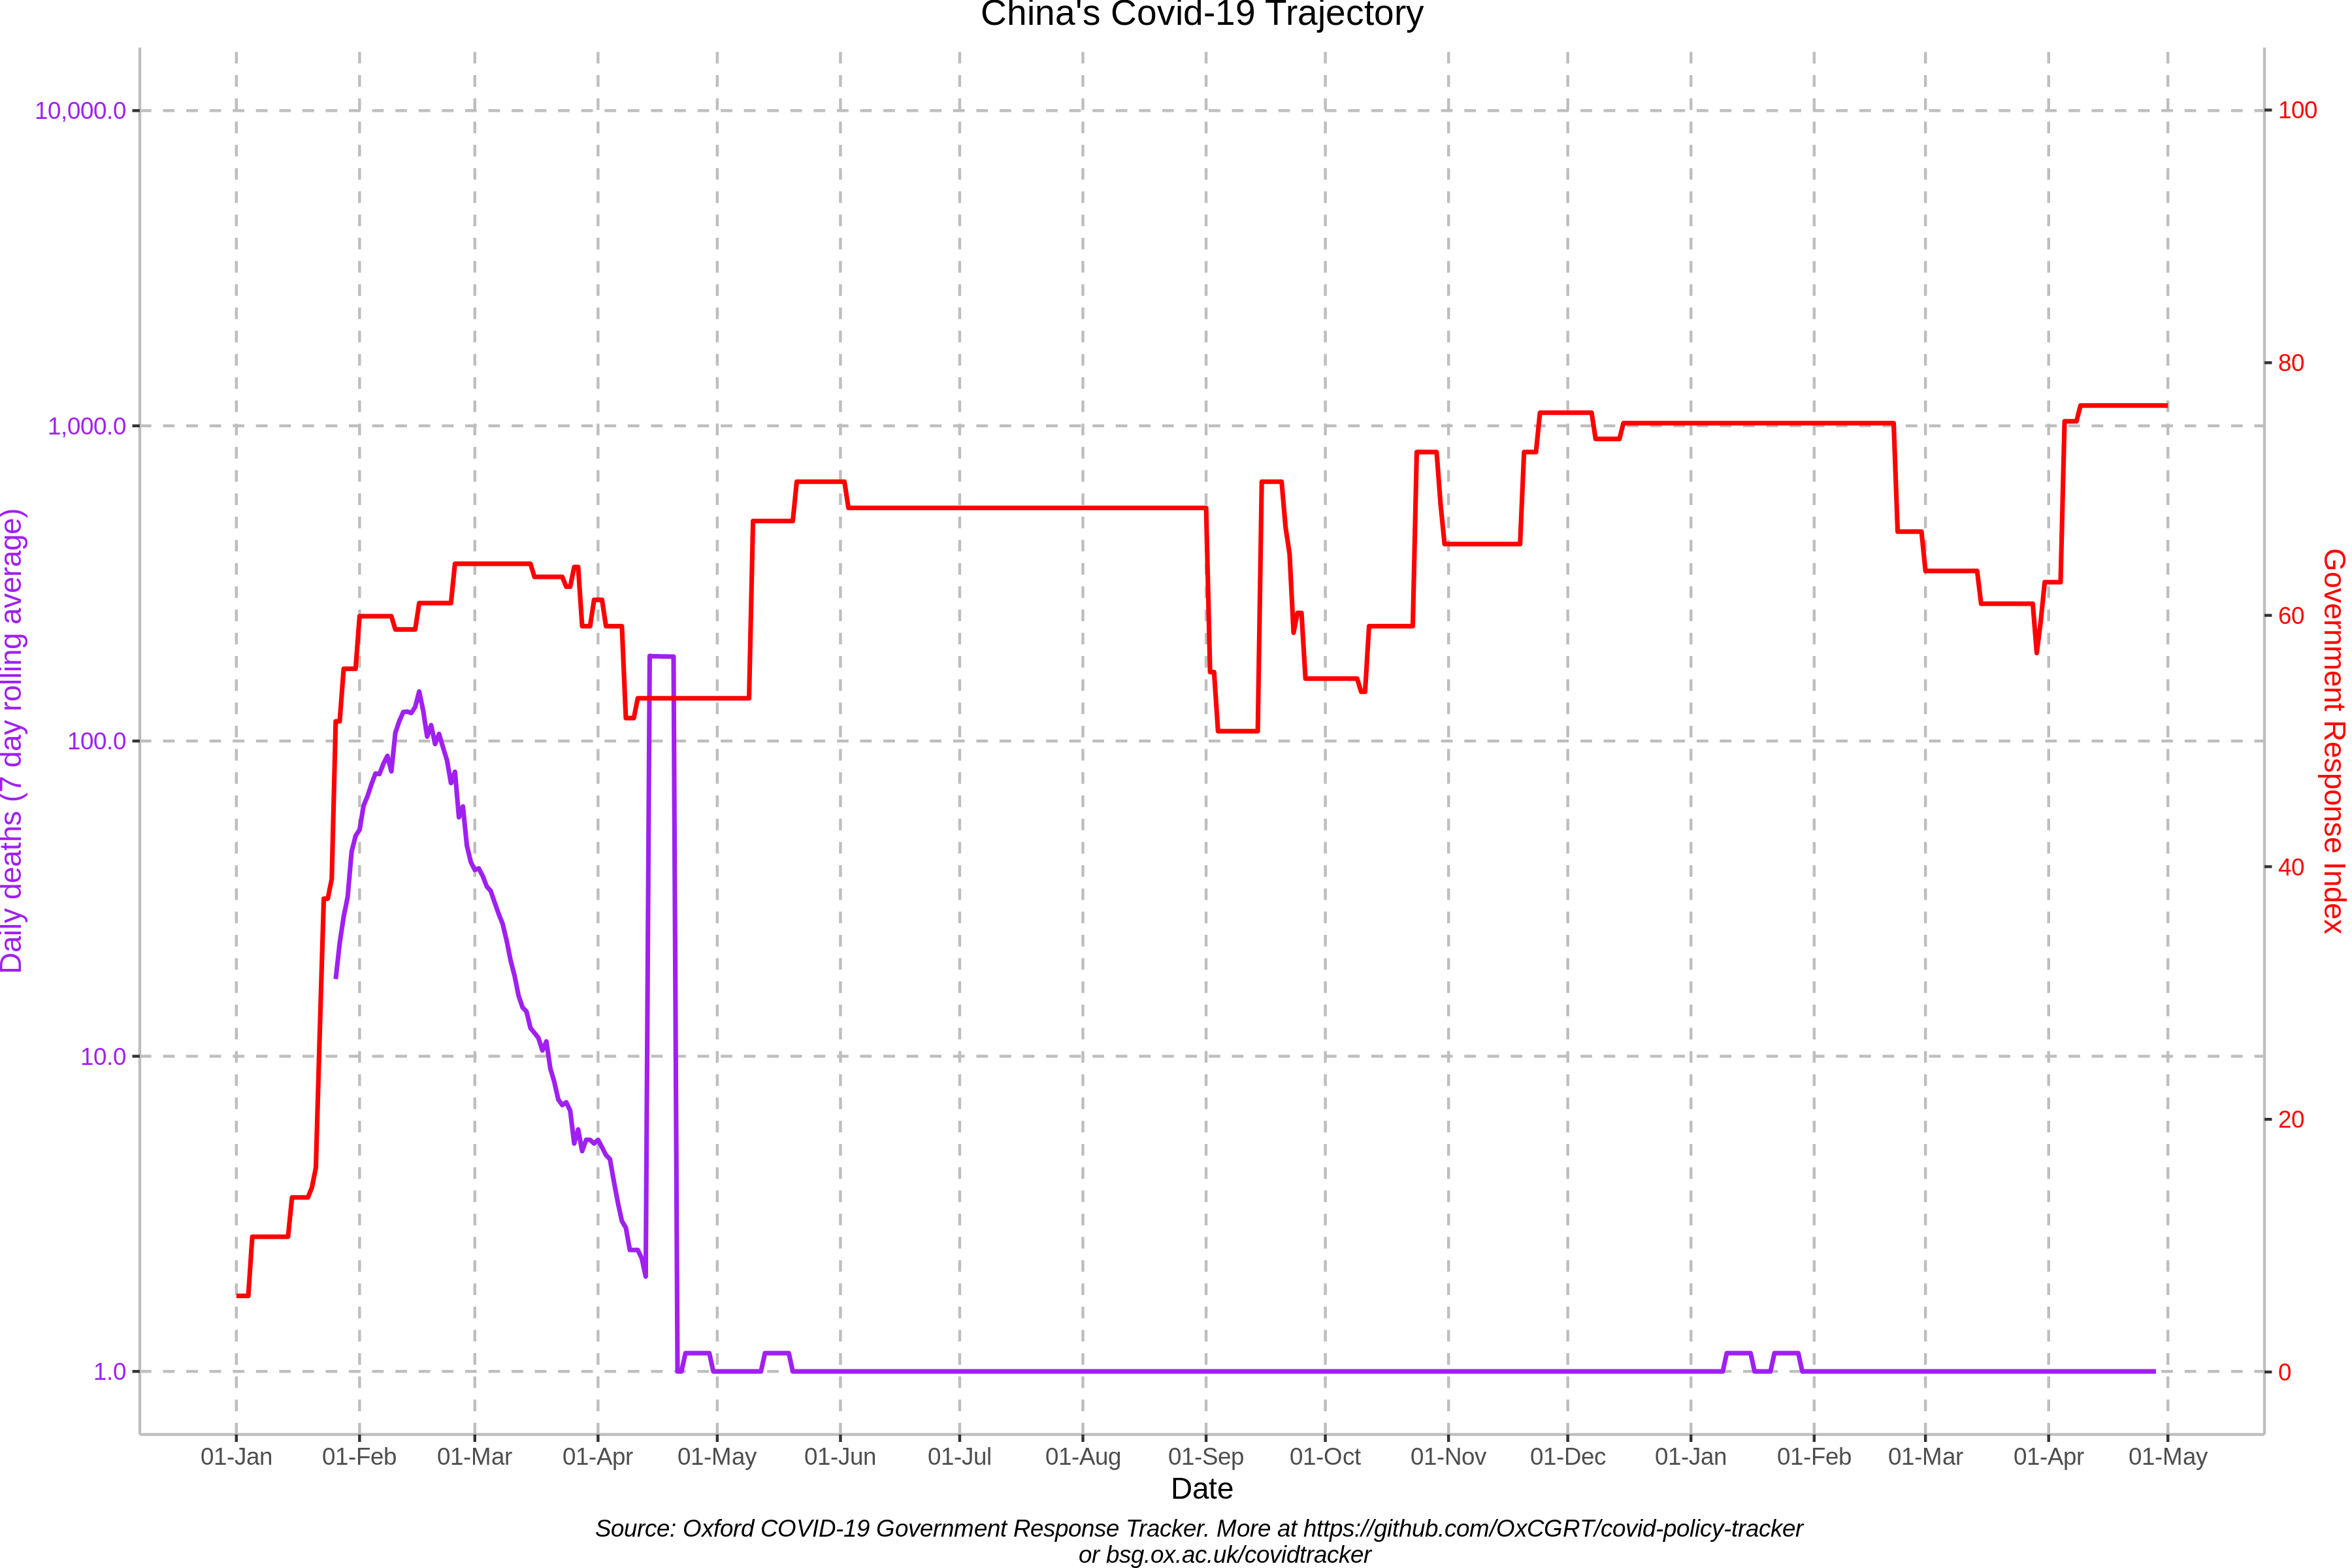 China's Covid-19 Trajectory
10,000.0
1,000.0
100.0
10.0
1.0
Daily deaths (7 day rolling average)
100
80
60
40
20
0
Government Response Index
01-Jan 01-Feb 01-Mar 01-Apr 01-May 01-Jun 01-Jul 01-Aug 01-Sep 01-Oct 01-Nov 01-Dec 01-Jan 01-Feb 01-Mar 01-Apr 01-May
Date
Source: Oxford COVID-19 Government Response Tracker. More at https://github.com/OxCGRT/covid-policy-tracker
or bsg.ox.ac.uk/covidtracker